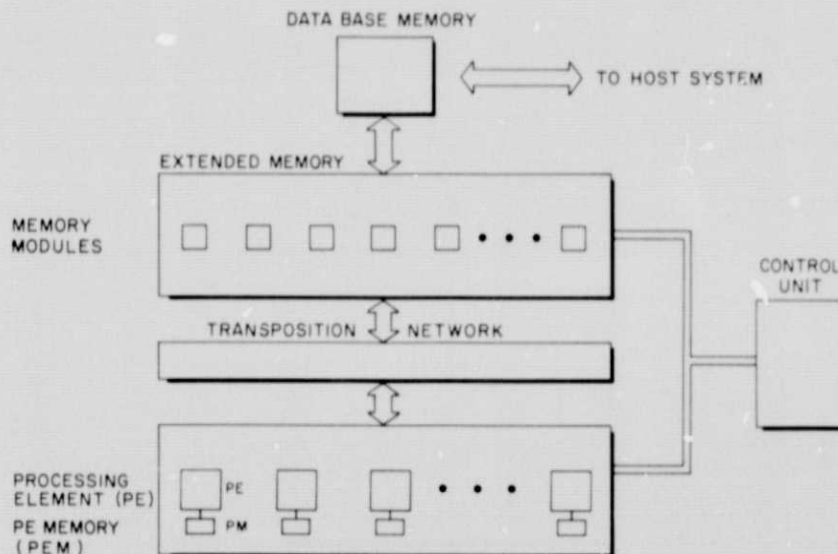 DATA BASE MEMORY
TO HOST SYSTEM
EXTENDED MEMORY
MEMORY
MODULES
CONTROL
UNIT
TRANSPOSITION NETWORK
PROCESSING
ELEMENT (PE)
PE
PE MEMORY
(PEM)
PM